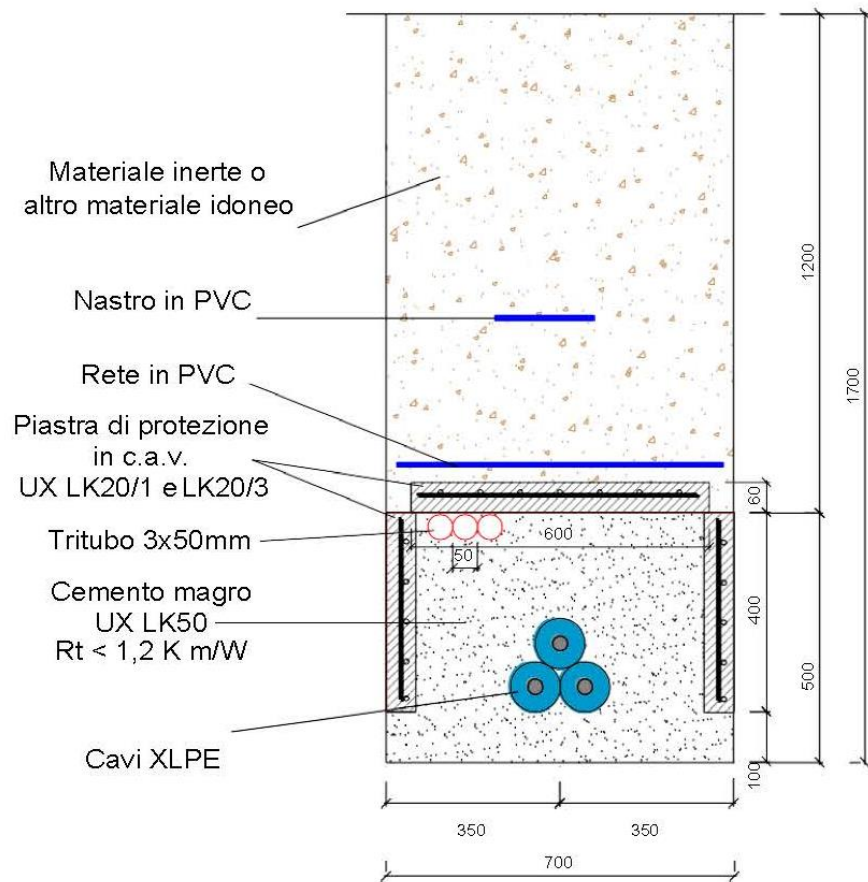 Materiale inerte o
altro materiale idoneo
Nastro in PVC
Rete in PVC
Piastra di protezione
in c.a.v.
UX LK20/1 e LK20/3
Tritubo 3x50mm
Cemento magro
UX LK50
Rt < 1,2 K m/W
Cavi XLPE
1200
1700
60
600
50
400
500
100
350
350
700